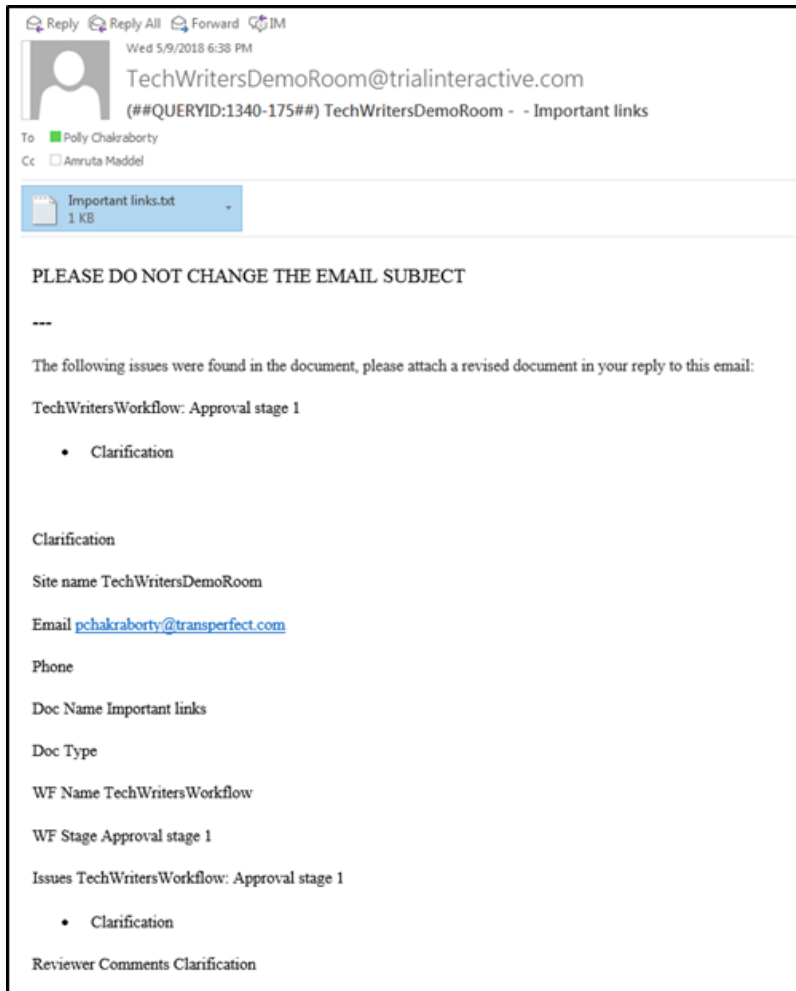 Reply Reply All Forward IM
Wed 5/9/2018 6:38 PM
TechWritersDemoRoom@trialinteractive.com
(##QUERYID:1340-175##) TechWritersDemoRoom - - Important links
To Polly Chakraborty
Cc Amruta Maddel
Important links.txt
1 KB
PLEASE DO NOT CHANGE THE EMAIL SUBJECT
---
The following issues were found in the document, please attach a revised document in your reply to this email:
TechWritersWorkflow: Approval stage 1
• Clarification
Clarification
Site name TechWritersDemoRoom
Email pchakraborty@transperfect.com
Phone
Doc Name Important links
Doc Type
WF Name TechWritersWorkflow
WF Stage Approval stage 1
Issues TechWritersWorkflow: Approval stage 1
• Clarification
Reviewer Comments Clarification